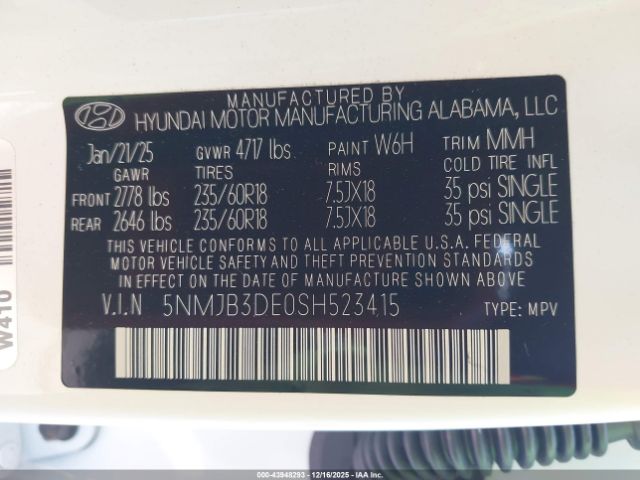 MANUFACTURED BY
HYUNDAI MOTOR MANUFACTURING ALABAMA, LLC
Jan/21/25 GVWR 4717 lbs PAINT W6H TRIM MMH
GAWR TIRES RIMS COLD TIRE INFL
FRONT 2778 lbs 235/60R18 7.5JX18 35 psi SINGLE
REAR 2646 lbs 235/60R18 7.5JX18 35 psi SINGLE
THIS VEHICLE CONFORMS TO ALL APPLICABLE U.S.A. FEDERAL
MOTOR VEHICLE SAFETY AND THEFT PREVENTION STANDARDS
IN EFFECT ON THE DATE OF MANUFACTURE SHOWN ABOVE.
V.I.N 5NMJB3DE0SH523415 TYPE: MPV
W410
000-43948293 - 12/16/2025 - IAAI.COM